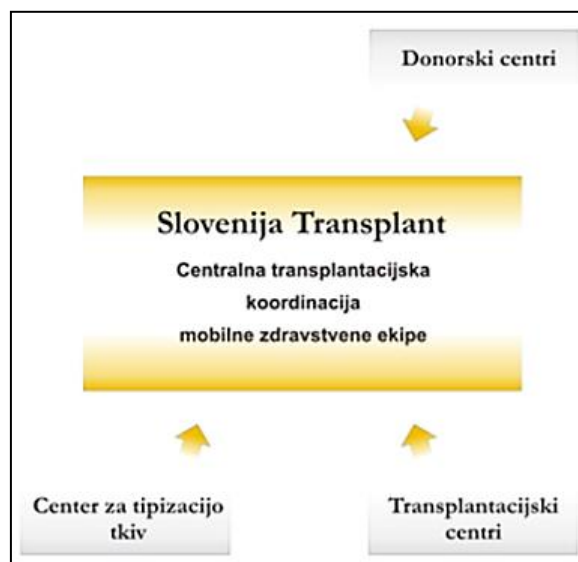 Donorski centri
Slovenija Transplant
Centralna transplantacijska
koordinacija
mobilne zdravstvene ekipe
Center za tipizacijo
tkiv
Transplantacijski
centri